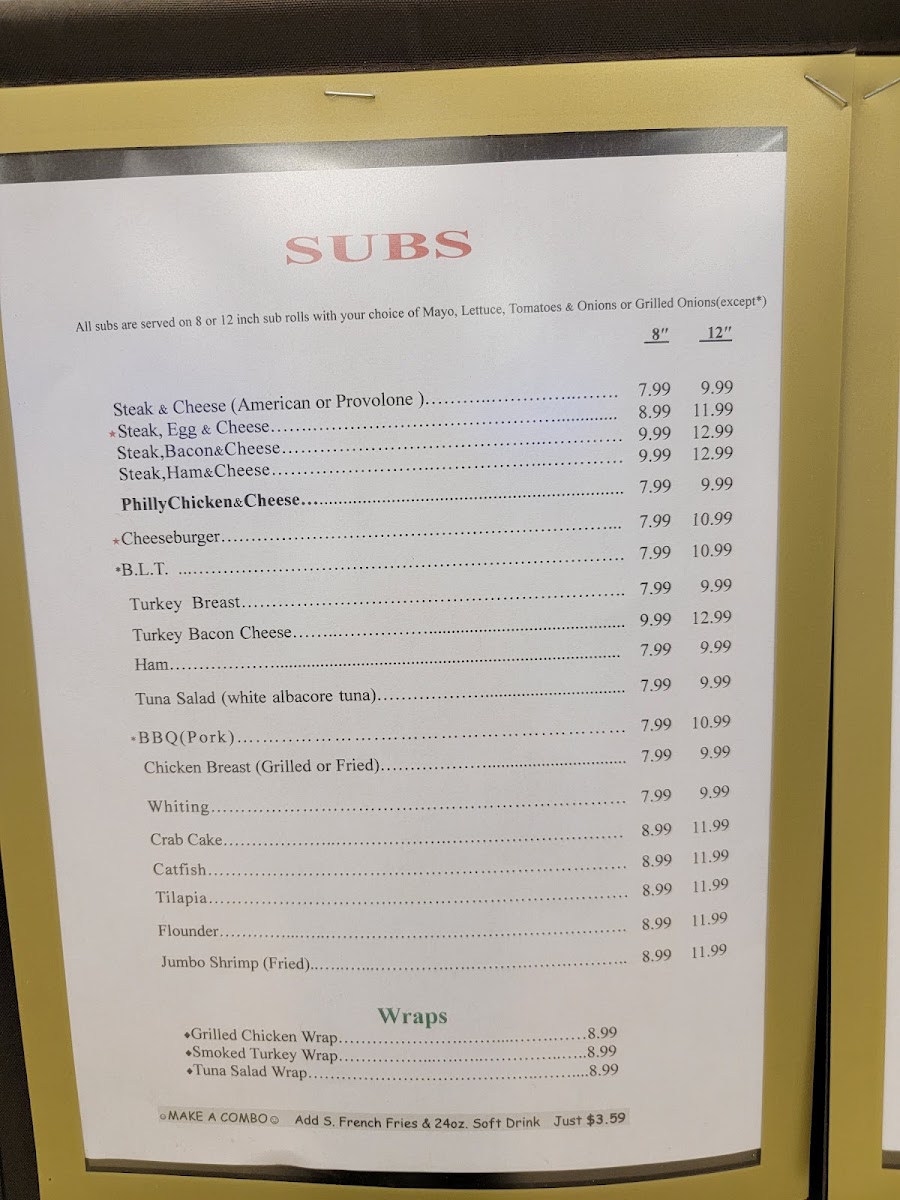 SUBS
All subs are served on 8 or 12 inch sub rolls with your choice of Mayo, Lettuce, Tomatoes & Onions or Grilled Onions(except*)
8" 12"
Steak & Cheese (American or Provolone )........................................ 7.99 9.99
*Steak, Egg & Cheese........................................ 8.99 11.99
Steak,Bacon&Cheese........................................ 9.99 12.99
Steak,Ham&Cheese........................................ 9.99 12.99
PhillyChicken&Cheese........................................ 7.99 9.99
*Cheeseburger........................................ 7.99 10.99
*B.L.T. ........................................ 7.99 10.99
Turkey Breast........................................ 7.99 9.99
Turkey Bacon Cheese........................................ 9.99 12.99
Ham........................................ 7.99 9.99
Tuna Salad (white albacore tuna)........................................ 7.99 9.99
*BBQ(Pork)........................................ 7.99 10.99
Chicken Breast (Grilled or Fried)........................................ 7.99 9.99
Whiting........................................ 7.99 9.99
Crab Cake........................................ 8.99 11.99
Catfish........................................ 8.99 11.99
Tilapia........................................ 8.99 11.99
Flounder........................................ 8.99 11.99
Jumbo Shrimp (Fried)........................................ 8.99 11.99
Wraps
♦Grilled Chicken Wrap........................................8.99
♦Smoked Turkey Wrap........................................8.99
♦Tuna Salad Wrap........................................8.99
☺MAKE A COMBO☺ Add S. French Fries & 24oz. Soft Drink Just $3.59